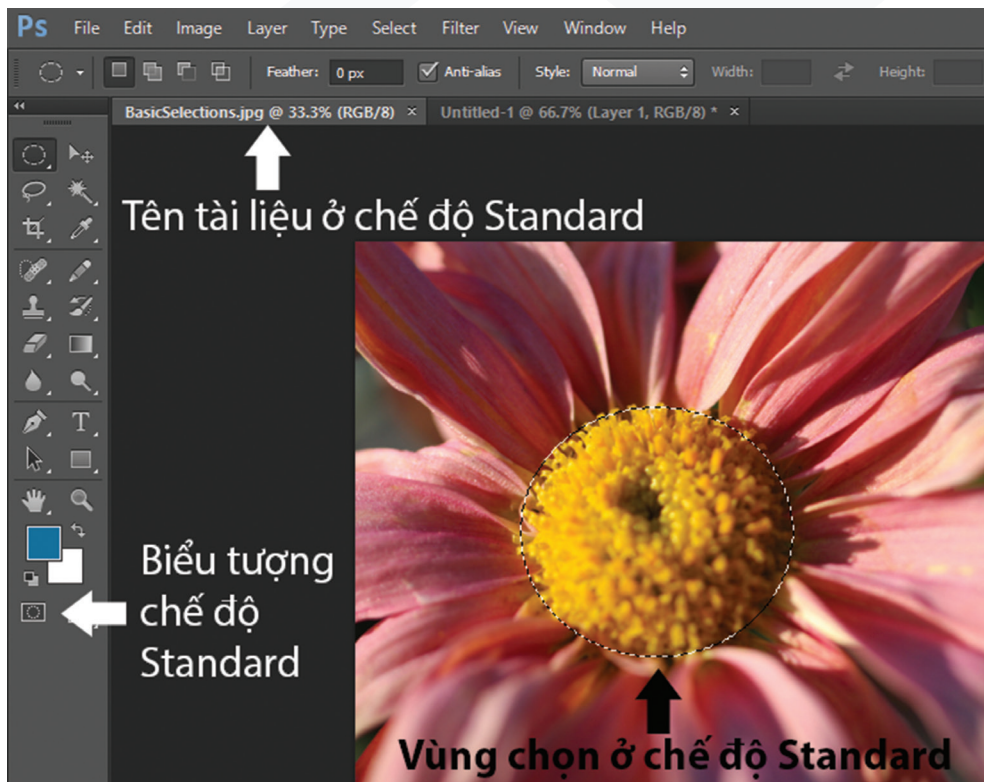 Ps File Edit Image Layer Type Select Filter View Window Help
Feather: 0 px Anti-alias Style: Normal Width: Height:
BasicSelections.jpg @ 33.3% (RGB/8) × Untitled-1 @ 66.7% (Layer 1, RGB/8) * ×
Tên tài liệu ở chế độ Standard
T
Biểu tượng
chế độ
Standard
Vùng chọn ở chế độ Standard